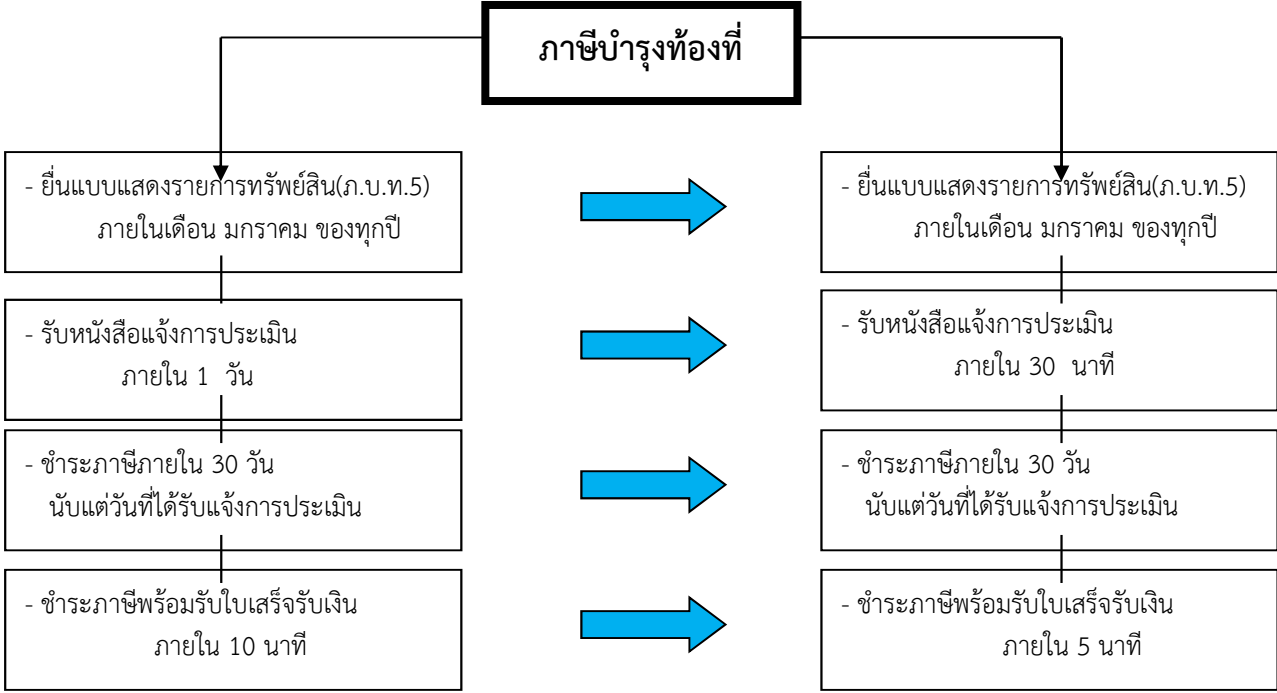 ภาษีบำรุงท้องที่
- ยื่นแบบแสดงรายการทรัพย์สิน(ภ.บ.ท.5)
ภายในเดือน มกราคม ของทุกปี
- รับหนังสือแจ้งการประเมิน
ภายใน 1 วัน
- ชำระภาษีภายใน 30 วัน
นับแต่วันที่ได้รับแจ้งการประเมิน
- ชำระภาษีพร้อมรับใบเสร็จรับเงิน
ภายใน 10 นาที
- ยื่นแบบแสดงรายการทรัพย์สิน(ภ.บ.ท.5)
ภายในเดือน มกราคม ของทุกปี
- รับหนังสือแจ้งการประเมิน
ภายใน 30 นาที
- ชำระภาษีภายใน 30 วัน
นับแต่วันที่ได้รับแจ้งการประเมิน
- ชำระภาษีพร้อมรับใบเสร็จรับเงิน
ภายใน 5 นาที